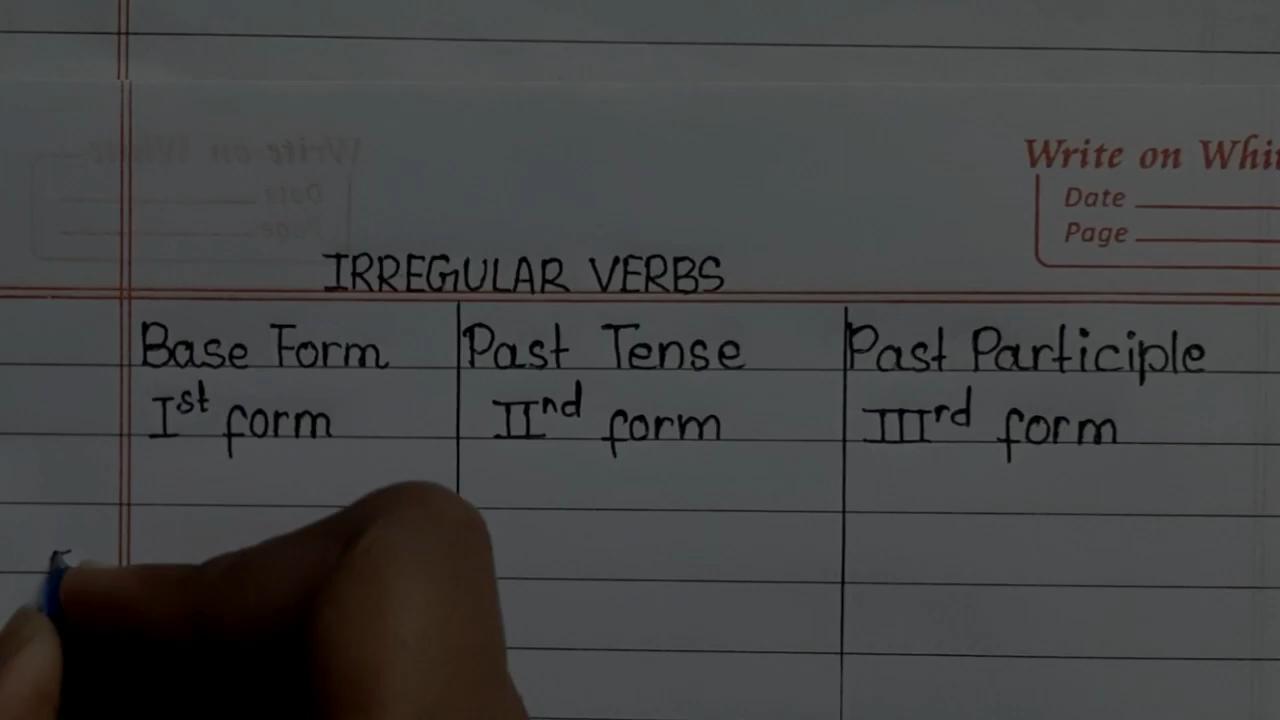 Write on Whi
Date
Page
IRREGULAR VERBS
Base Form Past Tense Past Participle
Ist form IInd form IIIrd form